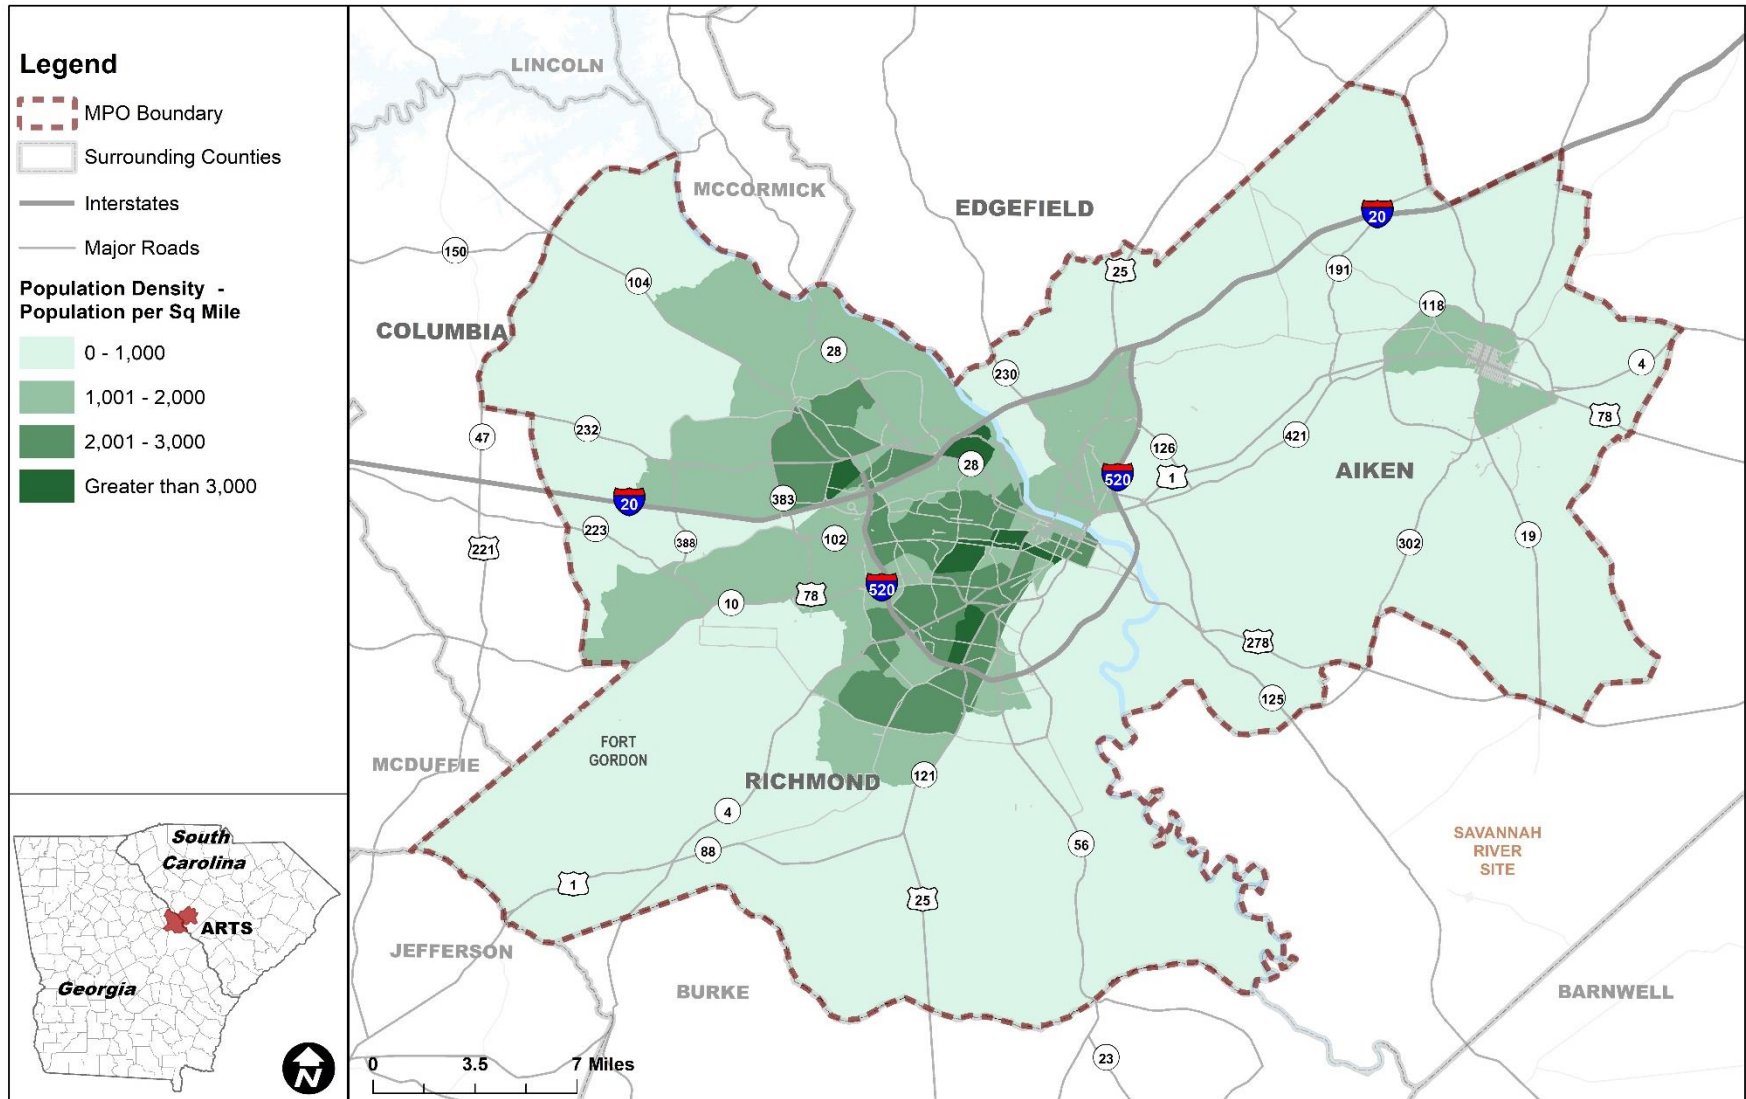 Legend
MPO Boundary
Surrounding Counties
Interstates
Major Roads
Population Density -
Population per Sq Mile
0 - 1,000
1,001 - 2,000
2,001 - 3,000
Greater than 3,000
South
Carolina
ARTS
Georgia
N
LINCOLN
MCCORMICK
EDGEFIELD
20
150
25
191
104
118
COLUMBIA
28
4
230
78
232
47
421
126
28
AIKEN
520
1
383
20
223
102
302
19
388
221
520
78
10
278
125
FORT
GORDON
MCDUFFIE
RICHMOND
121
4
SAVANNAH
RIVER
SITE
56
88
1
25
JEFFERSON
BURKE
BARNWELL
23
0 3.5 7 Miles